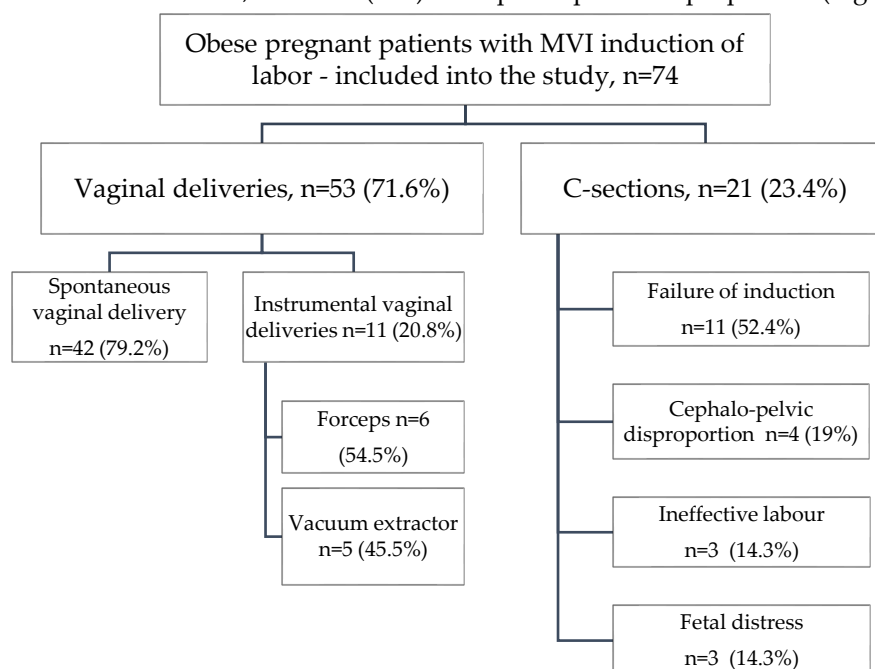 Obese pregnant patients with MVI induction of
labor - included into the study, n=74
Vaginal deliveries, n=53 (71.6%)
C-sections, n=21 (23.4%)
Spontaneous
vaginal delivery
n=42 (79.2%)
Instrumental vaginal
deliveries n=11 (20.8%)
Forceps n=6
(54.5%)
Vacuum extractor
n=5 (45.5%)
Failure of induction
n=11 (52.4%)
Cephalo-pelvic
disproportion n=4 (19%)
Ineffective labour
n=3 (14.3%)
Fetal distress
n=3 (14.3%)